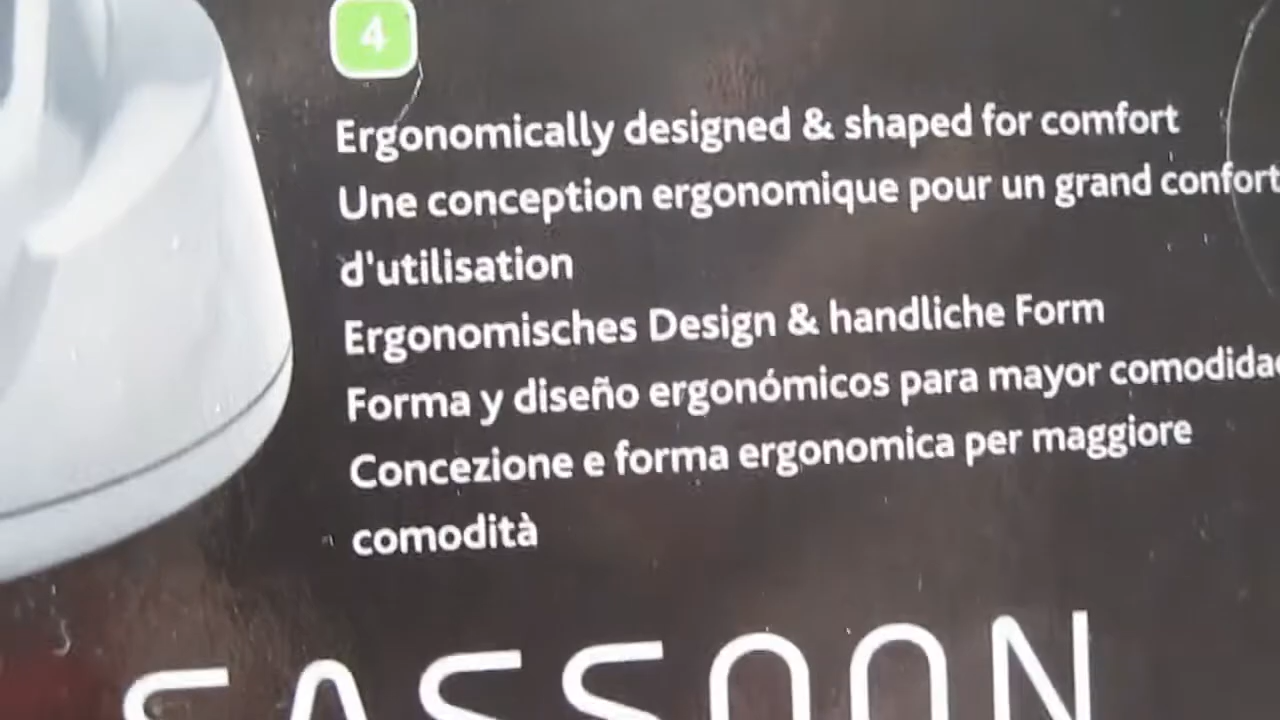 4
Ergonomically designed & shaped for comfort
Une conception ergonomique pour un grand confort
d'utilisation
Ergonomisches Design & handliche Form
Forma y diseño ergonómicos para mayor comodidad
Concezione e forma ergonomica per maggiore
comodità
SASSOON